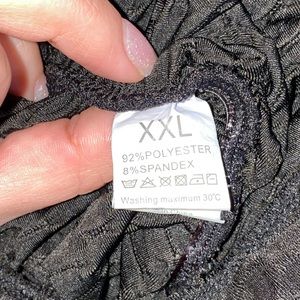 XXL
92%POLYESTER
8%SPANDEX
Washing maximum 30℃